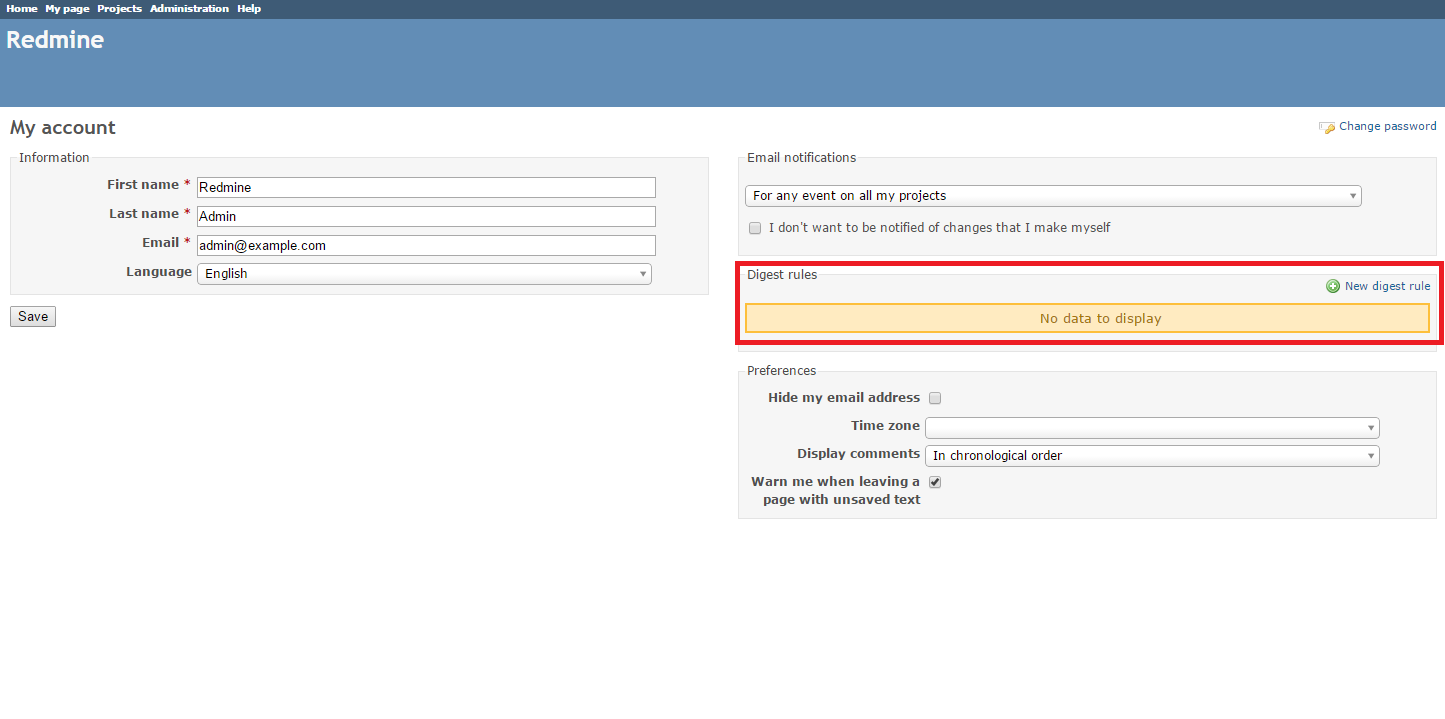 Home My page Projects Administration Help
Redmine
My account
Change password
Information
First name *
Redmine
Last name *
Admin
Email *
admin@example.com
Language
English
Save
Email notifications
For any event on all my projects
I don't want to be notified of changes that I make myself
Digest rules
New digest rule
No data to display
Preferences
Hide my email address
Time zone
Display comments
In chronological order
Warn me when leaving a
page with unsaved text